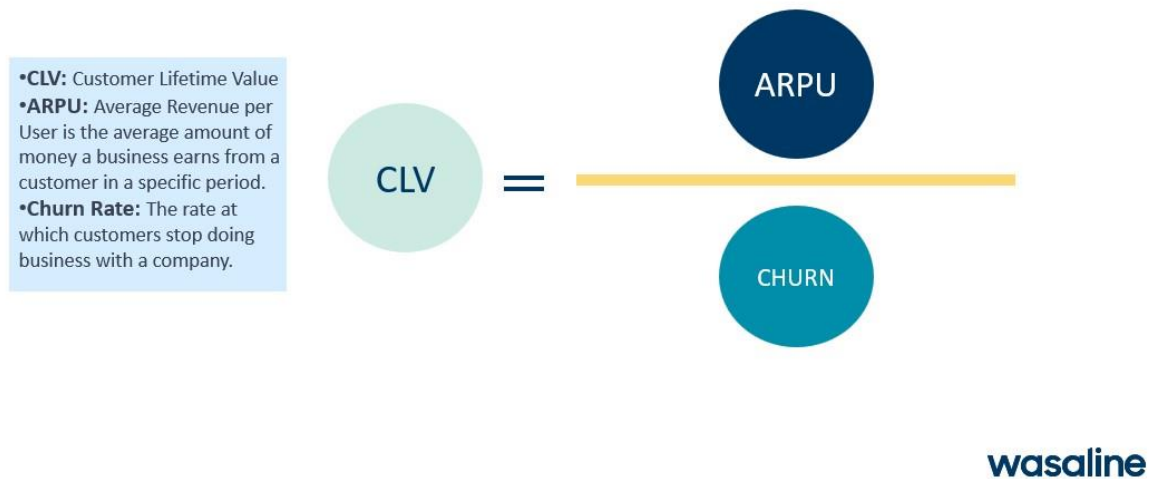 •CLV: Customer Lifetime Value
•ARPU: Average Revenue per
User is the average amount of
money a business earns from a
customer in a specific period.
•Churn Rate: The rate at
which customers stop doing
business with a company.
CLV
=
ARPU
CHURN
wasaline